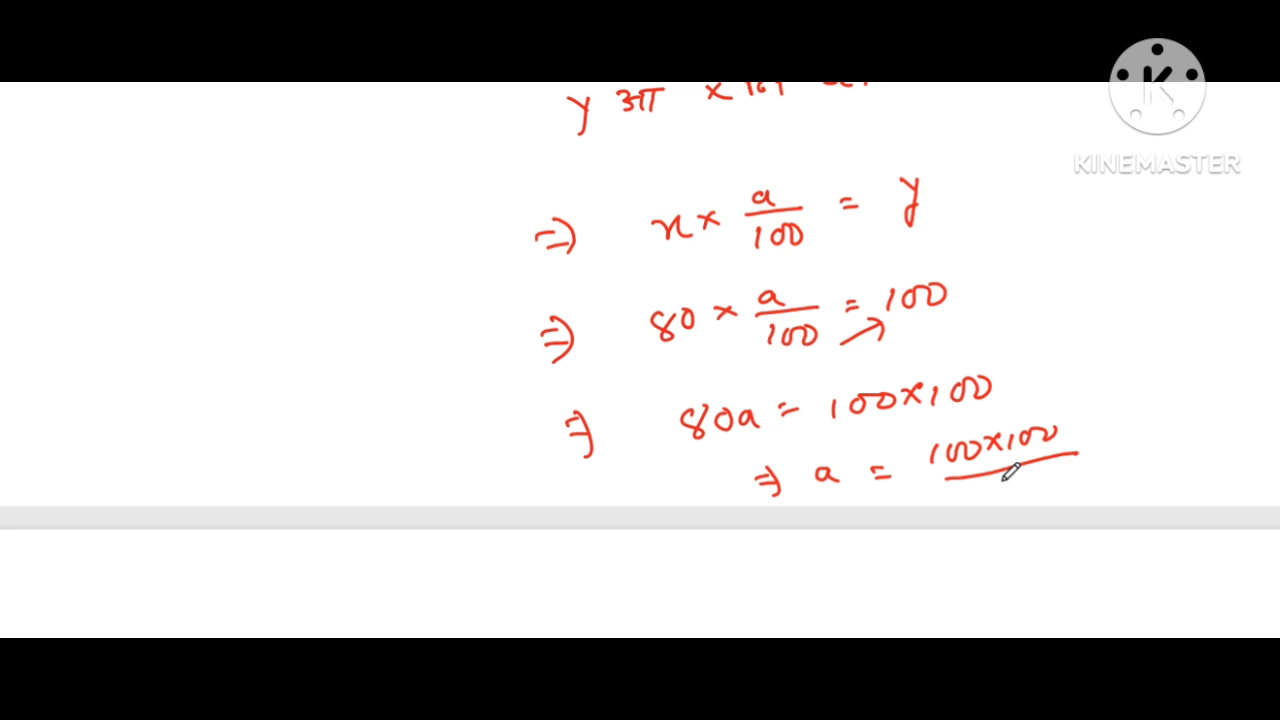 y
KINEMASTER
⇒ x × a/100 = y
⇒ 80 × a/100 = 100
⇒ 80a = 100×100
⇒ a = 100×100